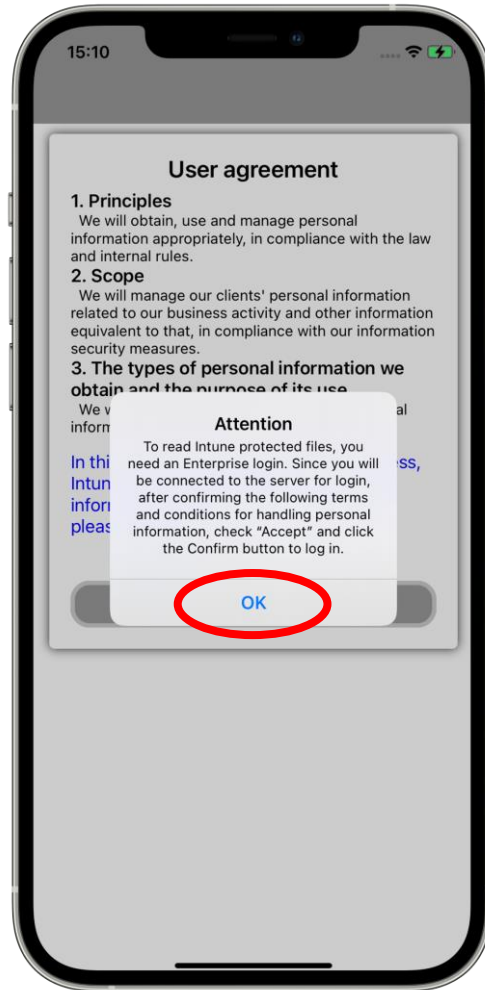 15:10
User agreement
1. Principles
We will obtain, use and manage personal
information appropriately, in compliance with the law
and internal rules.
2. Scope
We will manage our clients' personal information
related to our business activity and other information
equivalent to that, in compliance with our information
security measures.
3. The types of personal information we
obtain and the purpose of its use
We
al
inform
In thi
ess,
Intun
infor
pleas
Attention
To read Intune protected files, you
need an Enterprise login. Since you will
be connected to the server for login,
after confirming the following terms
and conditions for handling personal
information, check “Accept” and click
the Confirm button to log in.
OK